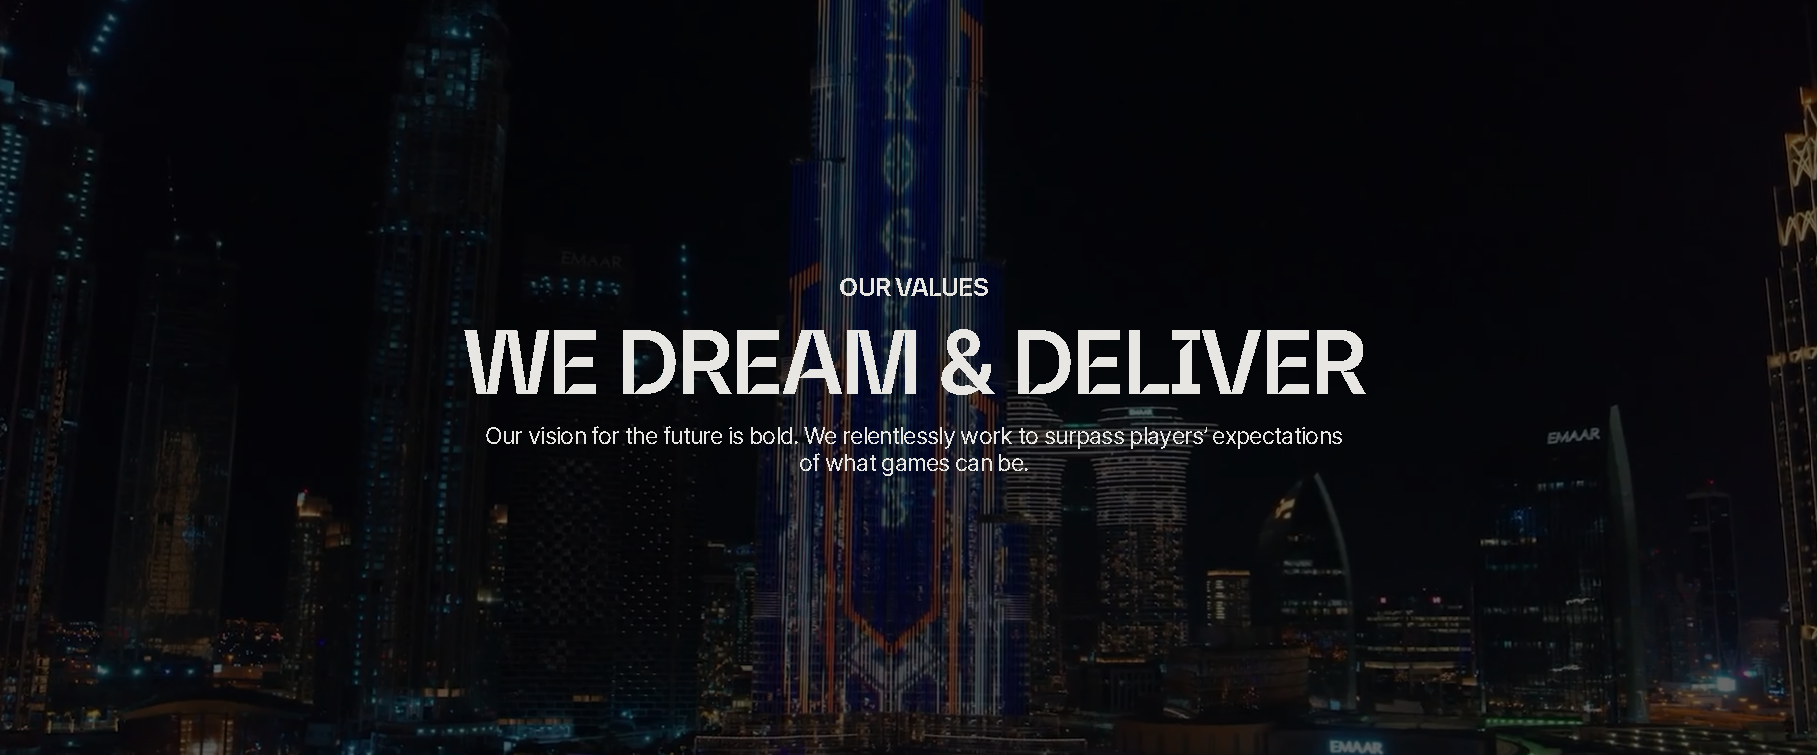 EMAAR
OUR VALUES
WE DREAM & DELIVER
Our vision for the future is bold. We relentlessly work to surpass players' expectations
of what games can be.
EMAAR
EMAAR